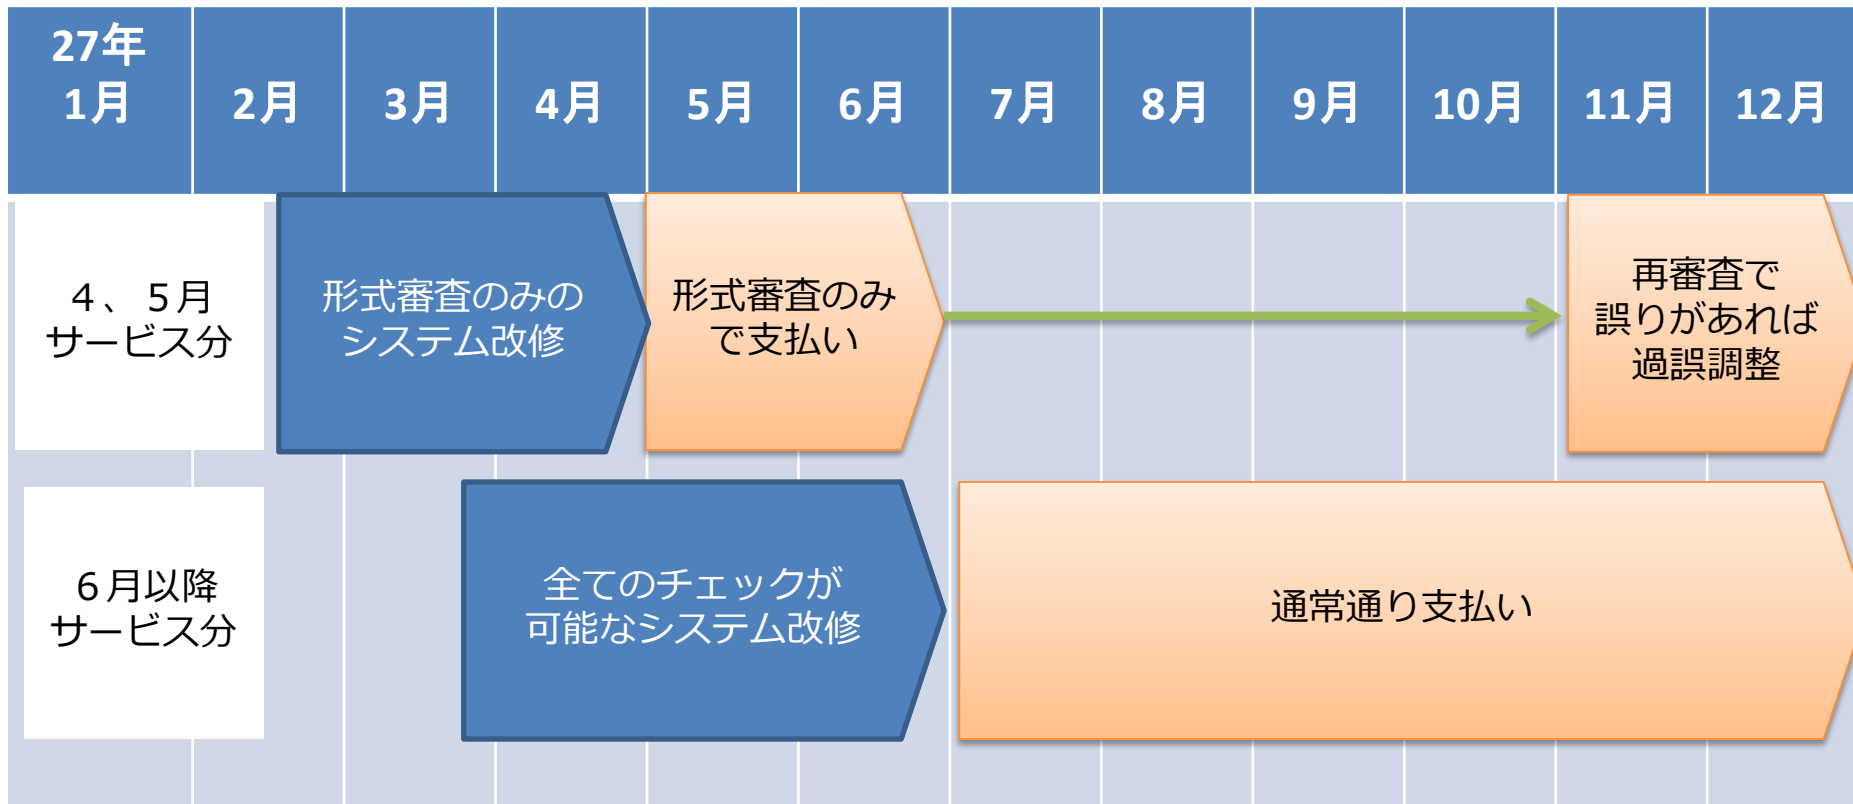 27年
1月
2月
3月
4月
5月
6月
7月
8月
9月
10月
11月
12月
４、５月
サービス分
形式審査のみの
システム改修
形式審査のみ
で支払い
再審査で
誤りがあれば
過誤調整
６月以降
サービス分
全てのチェックが
可能なシステム改修
通常通り支払い